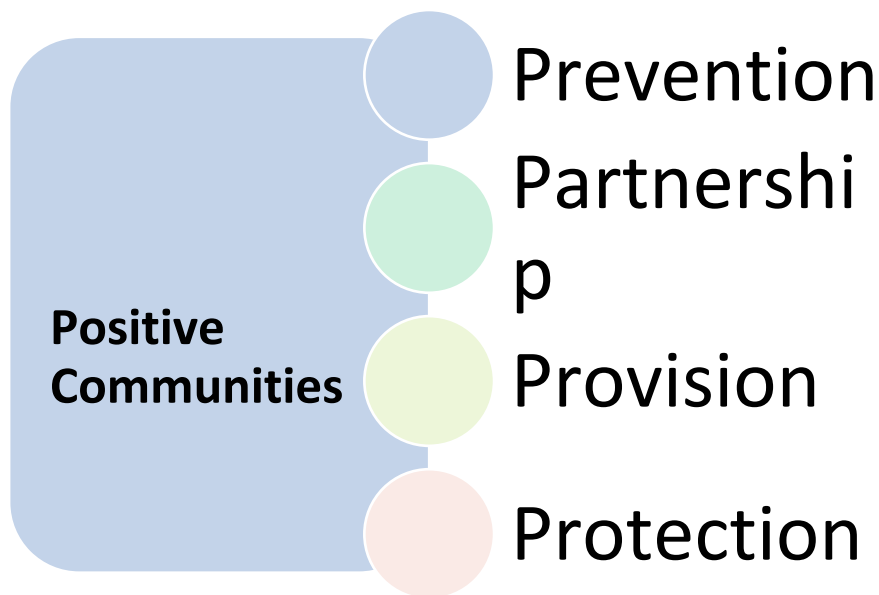 Prevention
Partnershi
p
Positive
Communities
Provision
Protection